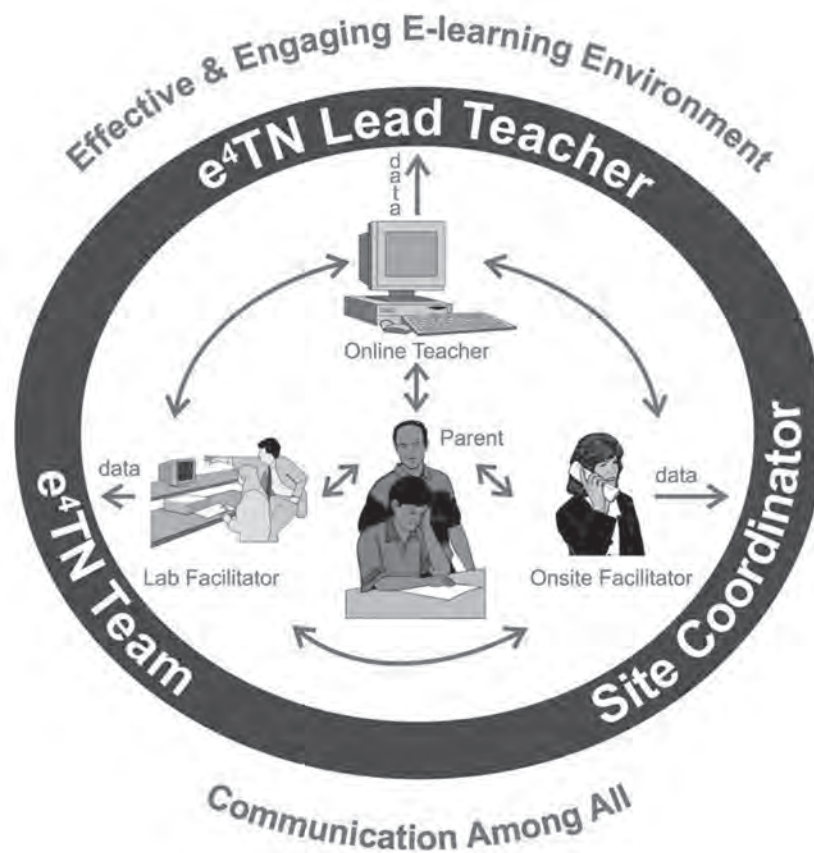 Effective & Engaging E-learning Environment
e⁴TN Lead Teacher
data
Online Teacher
Parent
data
data
Lab Facilitator
Onsite Facilitator
e⁴TN Team
Site Coordinator
Communication Among All